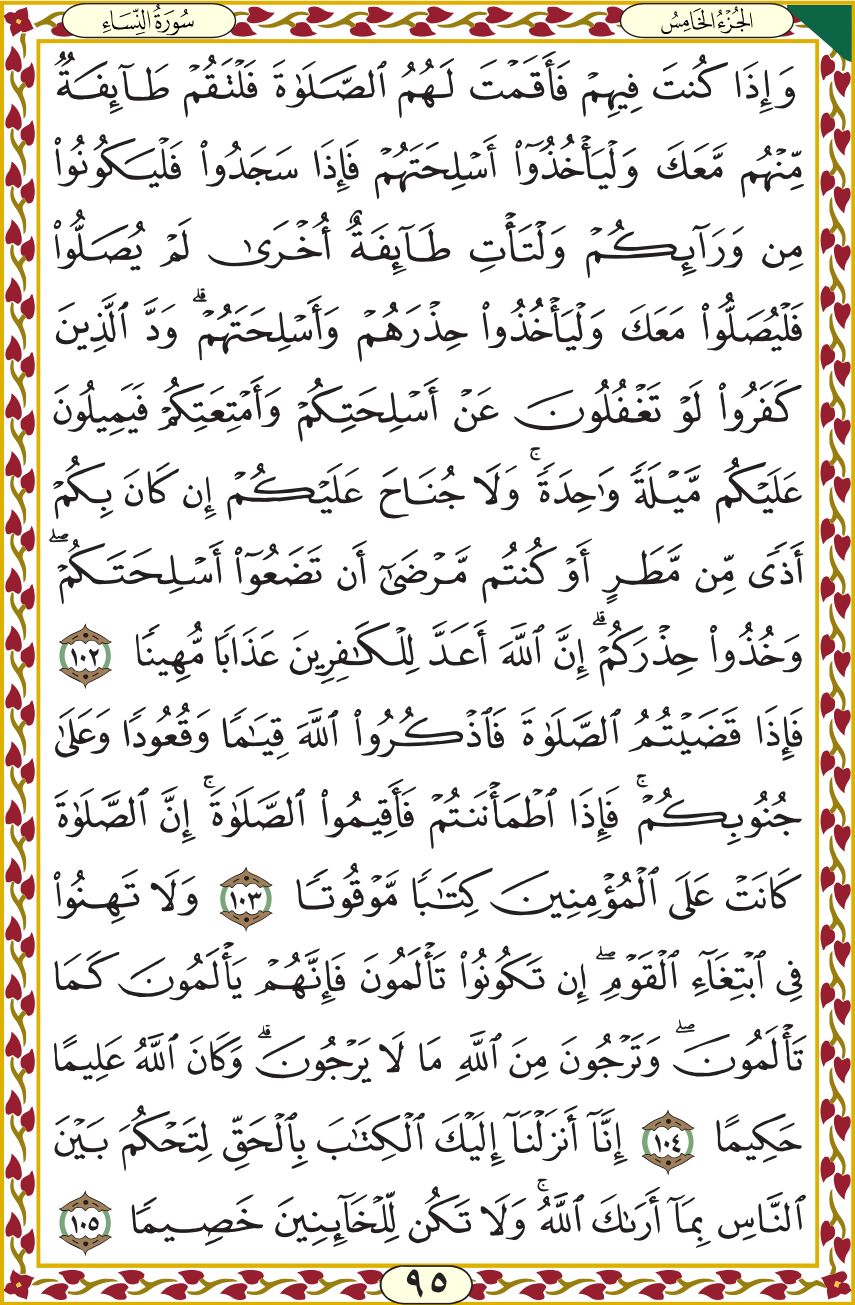 الجُزْءُ الخَامِسُ
سُورَةُ النِّسَاءِ
وَإِذَا كُنتَ فِيهِمْ فَأَقَمْتَ لَهُمُ ٱلصَّلَوٰةَ فَلْتَقُمْ طَآئِفَةٌ
مِّنْهُم مَّعَكَ وَلْيَأْخُذُوٓا۟ أَسْلِحَتَهُمْ فَإِذَا سَجَدُوا۟ فَلْيَكُونُوا۟
مِن وَرَآئِكُمْ وَلْتَأْتِ طَآئِفَةٌ أُخْرَىٰ لَمْ يُصَلُّوا۟
فَلْيُصَلُّوا۟ مَعَكَ وَلْيَأْخُذُوا۟ حِذْرَهُمْ وَأَسْلِحَتَهُمْ ۗ وَدَّ ٱلَّذِينَ
كَفَرُوا۟ لَوْ تَغْفُلُونَ عَنْ أَسْلِحَتِكُمْ وَأَمْتِعَتِكُمْ فَيَمِيلُونَ
عَلَيْكُم مَّيْلَةً وَٰحِدَةً ۚ وَلَا جُنَاحَ عَلَيْكُمْ إِن كَانَ بِكُمْ
أَذًى مِّن مَّطَرٍ أَوْ كُنتُم مَّرْضَىٰٓ أَن تَضَعُوٓا۟ أَسْلِحَتَكُمْ ۖ
وَخُذُوا۟ حِذْرَكُمْ ۗ إِنَّ ٱللَّهَ أَعَدَّ لِلْكَٰفِرِينَ عَذَابًا مُّهِينًا ١٠٢
فَإِذَا قَضَيْتُمُ ٱلصَّلَوٰةَ فَٱذْكُرُوا۟ ٱللَّهَ قِيَٰمًا وَقُعُودًا وَعَلَىٰ
جُنُوبِكُمْ ۚ فَإِذَا ٱطْمَأْنَنتُمْ فَأَقِيمُوا۟ ٱلصَّلَوٰةَ ۚ إِنَّ ٱلصَّلَوٰةَ
كَانَتْ عَلَى ٱلْمُؤْمِنِينَ كِتَٰبًا مَّوْقُوتًا ١٠٣ وَلَا تَهِنُوا۟
فِى ٱبْتِغَآءِ ٱلْقَوْمِ ۖ إِن تَكُونُوا۟ تَأْلَمُونَ فَإِنَّهُمْ يَأْلَمُونَ كَمَا
تَأْلَمُونَ ۖ وَتَرْجُونَ مِنَ ٱللَّهِ مَا لَا يَرْجُونَ ۗ وَكَانَ ٱللَّهُ عَلِيمًا
حَكِيمًا ١٠٤ إِنَّآ أَنزَلْنَآ إِلَيْكَ ٱلْكِتَٰبَ بِٱلْحَقِّ لِتَحْكُمَ بَيْنَ
ٱلنَّاسِ بِمَآ أَرَىٰكَ ٱللَّهُ ۚ وَلَا تَكُن لِّلْخَآئِنِينَ خَصِيمًا ١٠٥
٩٥